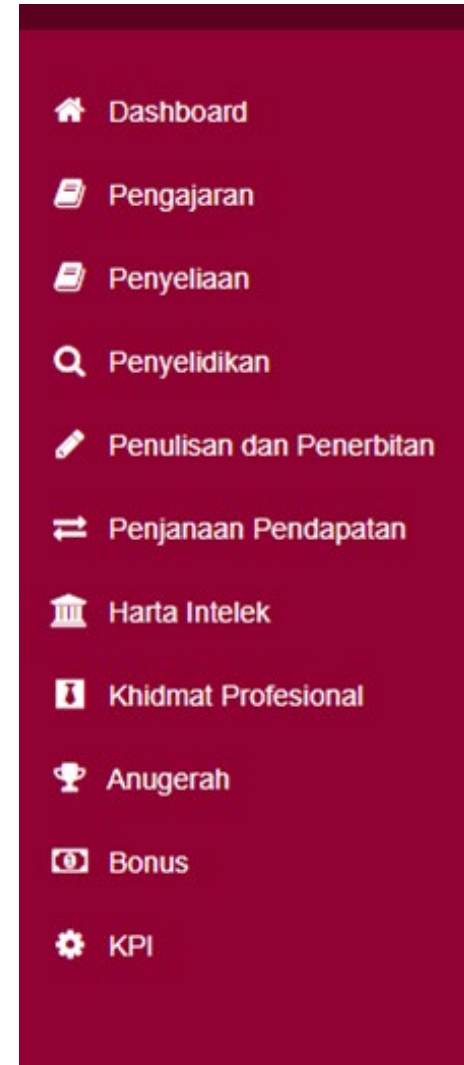 Dashboard
Pengajaran
Penyeliaan
Penyelidikan
Penulisan dan Penerbitan
Penjanaan Pendapatan
Harta Intelek
Khidmat Profesional
Anugerah
Bonus
KPI